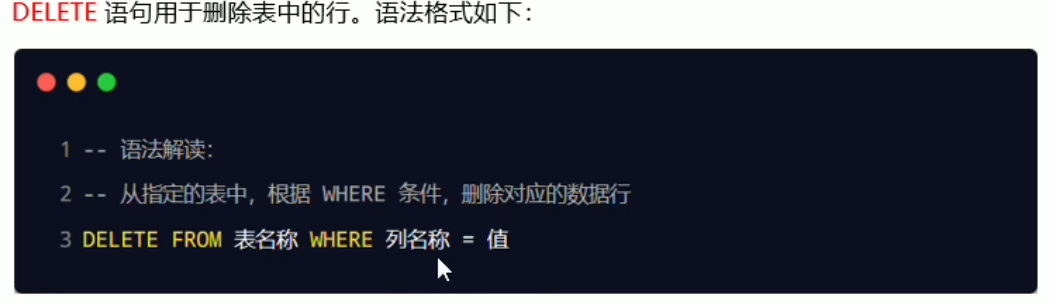 DELETE 语句用于删除表中的行。语法格式如下：
1 -- 语法解读：
2 -- 从指定的表中，根据 WHERE 条件，删除对应的数据行
3 DELETE FROM 表名称 WHERE 列名称 = 值